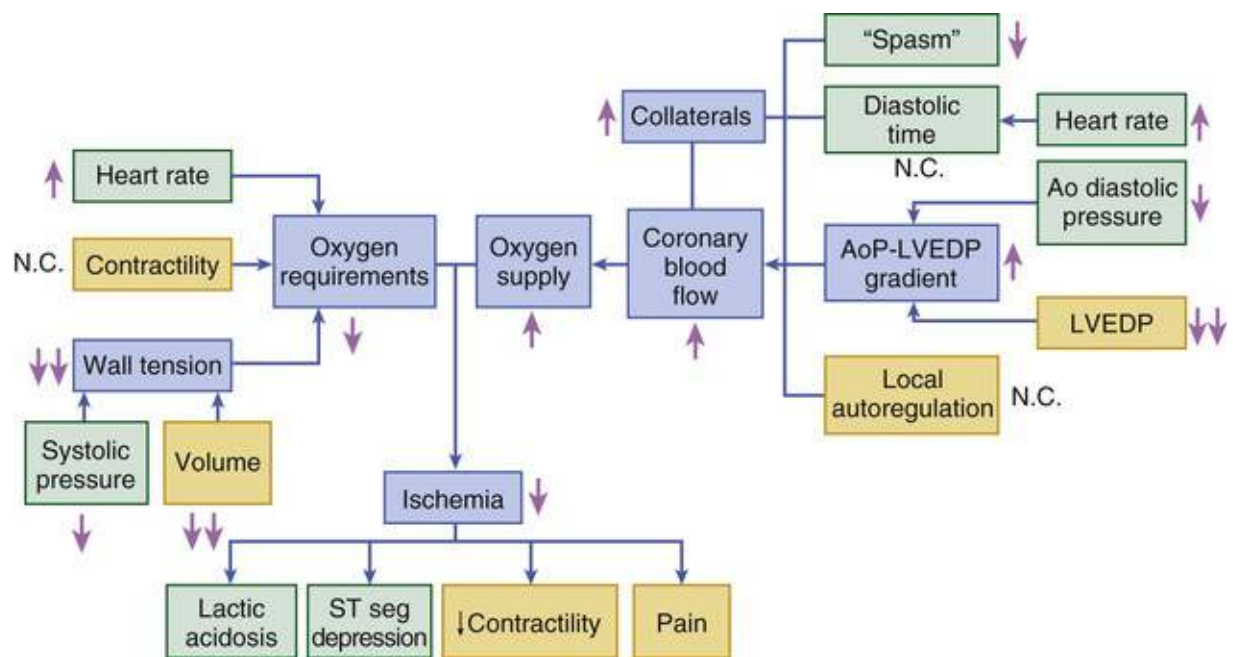 “Spasm”
Collaterals
Diastolic
time
N.C.
Heart rate
Heart rate
Ao diastolic
pressure
N.C.
Contractility
Oxygen
requirements
Oxygen
supply
Coronary
blood
flow
AoP-LVEDP
gradient
LVEDP
Wall tension
Local
autoregulation
N.C.
Systolic
pressure
Volume
Ischemia
Lactic
acidosis
ST seg
depression
↓Contractility
Pain